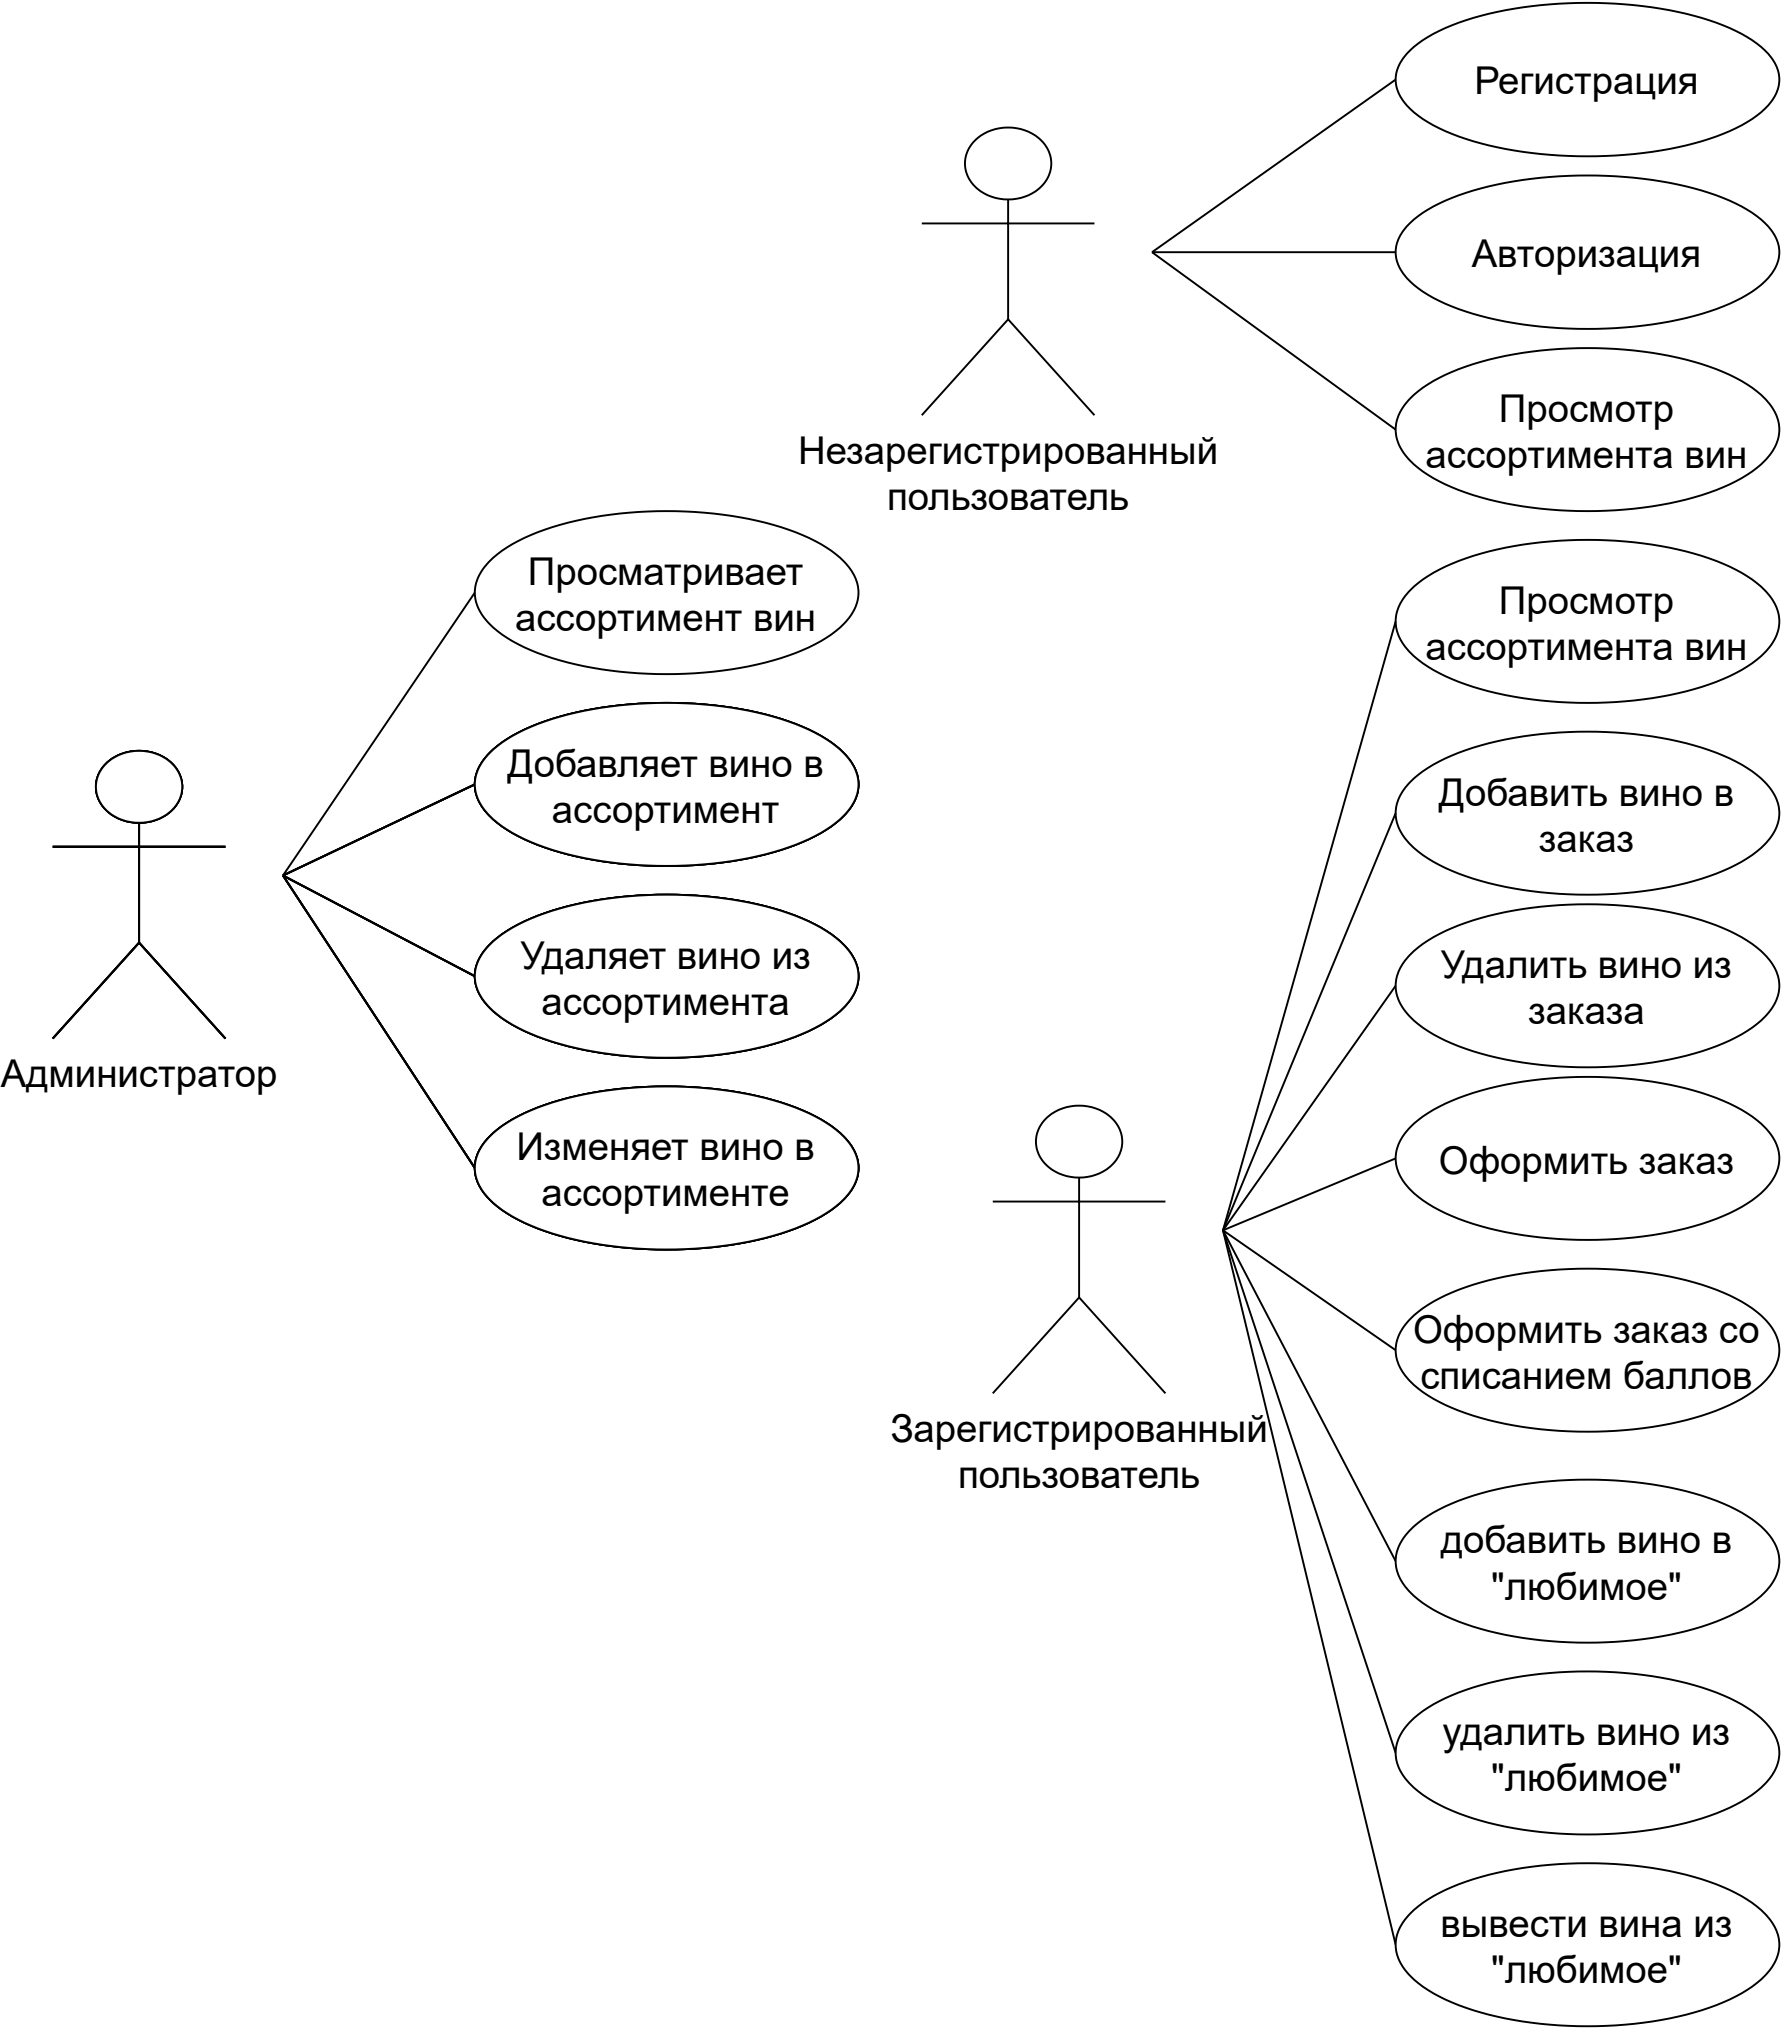 Регистрация
Авторизация
Просмотр
ассортимента вин
Незарегистрированный
пользователь
Просматривает
ассортимент вин
Добавляет вино в
ассортимент
Удаляет вино из
ассортимента
Изменяет вино в
ассортименте
Администратор
Просмотр
ассортимента вин
Добавить вино в
заказ
Удалить вино из
заказа
Оформить заказ
Оформить заказ со
списанием баллов
Зарегистрированный
пользователь
добавить вино в
"любимое"
удалить вино из
"любимое"
вывести вина из
"любимое"